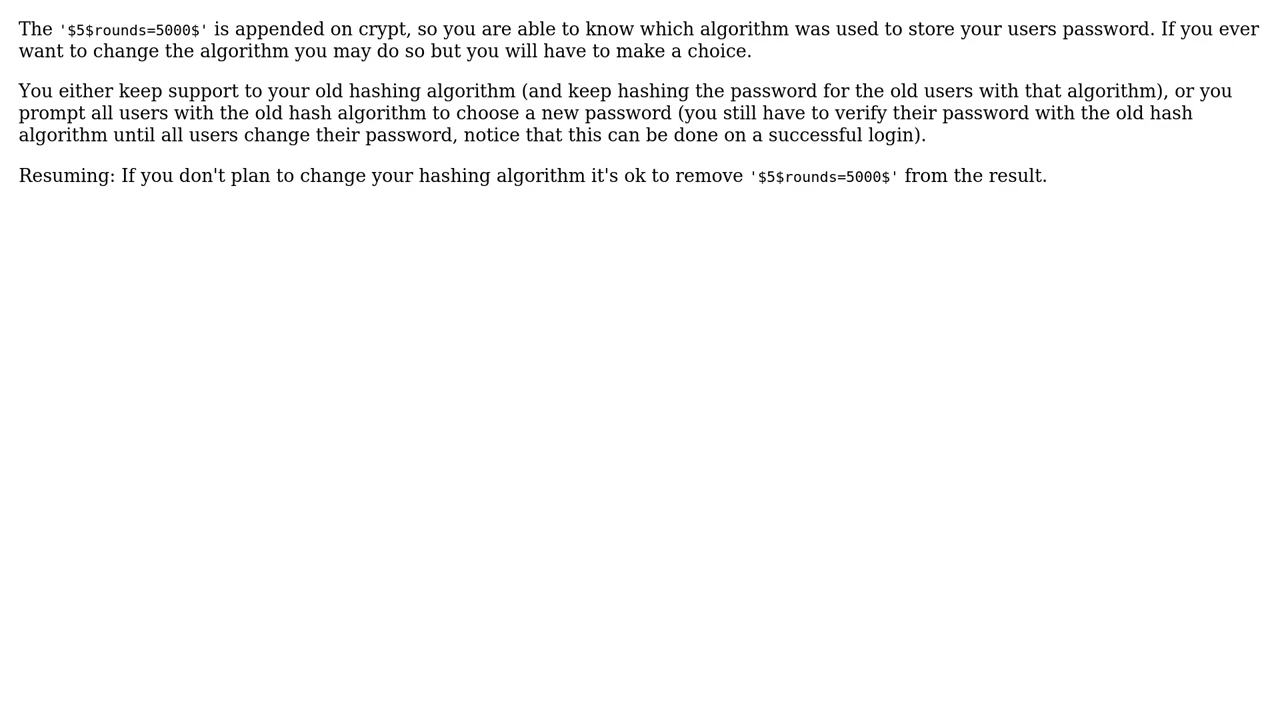 The '$5$rounds=5000$' is appended on crypt, so you are able to know which algorithm was used to store your users password. If you ever
want to change the algorithm you may do so but you will have to make a choice.
You either keep support to your old hashing algorithm (and keep hashing the password for the old users with that algorithm), or you
prompt all users with the old hash algorithm to choose a new password (you still have to verify their password with the old hash
algorithm until all users change their password, notice that this can be done on a successful login).
Resuming: If you don't plan to change your hashing algorithm it's ok to remove '$5$rounds=5000$' from the result.